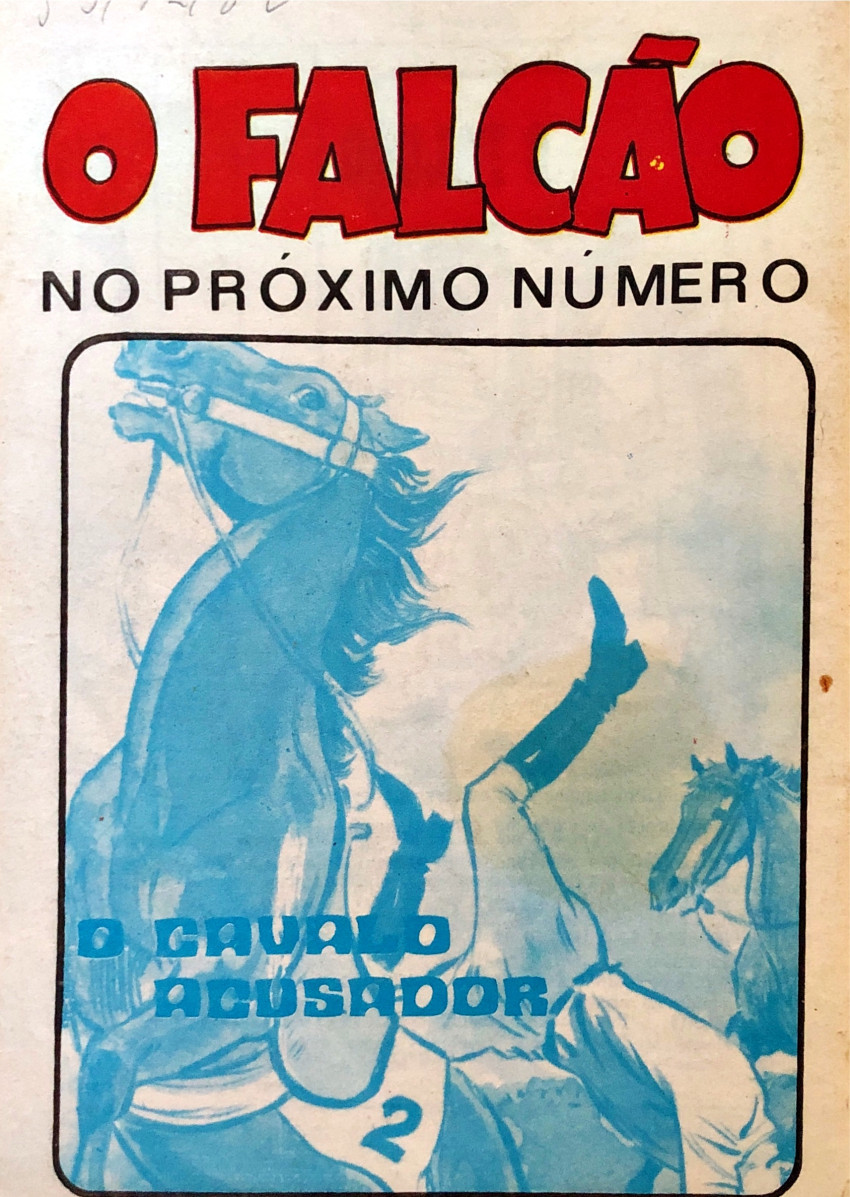 O FALCÃO
NO PRÓXIMO NÚMERO
O CAVALO
ACUSADOR
2